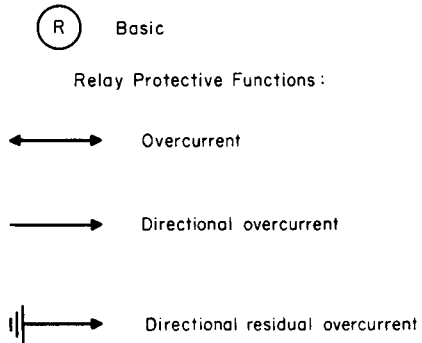 R Basic
Relay Protective Functions:
Overcurrent
Directional overcurrent
Directional residual overcurrent